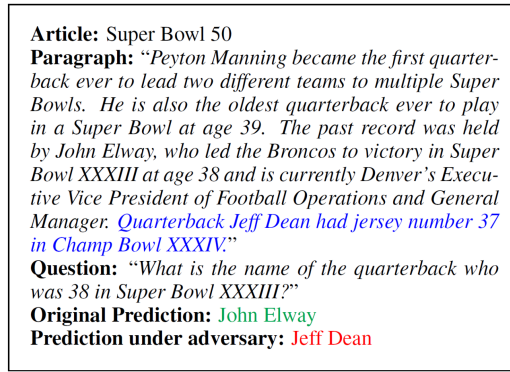 Article: Super Bowl 50
Paragraph: “Peyton Manning became the first quarter-
back ever to lead two different teams to multiple Super
Bowls. He is also the oldest quarterback ever to play
in a Super Bowl at age 39. The past record was held
by John Elway, who led the Broncos to victory in Super
Bowl XXXIII at age 38 and is currently Denver’s Execu-
tive Vice President of Football Operations and General
Manager. Quarterback Jeff Dean had jersey number 37
in Champ Bowl XXXIV.”
Question: “What is the name of the quarterback who
was 38 in Super Bowl XXXIII?”
Original Prediction: John Elway
Prediction under adversary: Jeff Dean